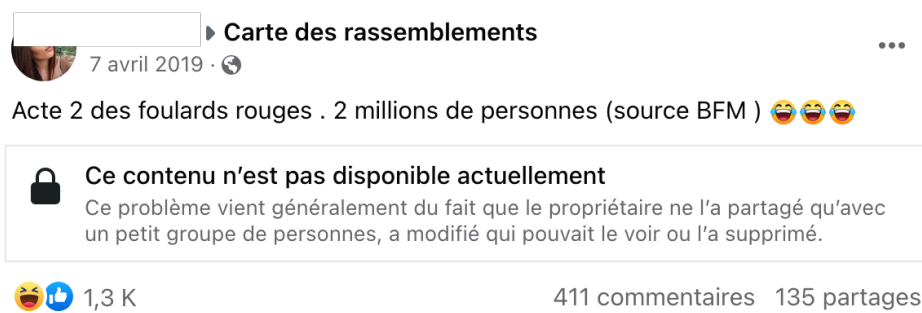 Carte des rassemblements
7 avril 2019 ·
Acte 2 des foulards rouges . 2 millions de personnes (source BFM ) 😂😂😂
Ce contenu n’est pas disponible actuellement
Ce problème vient généralement du fait que le propriétaire ne l’a partagé qu’avec
un petit groupe de personnes, a modifié qui pouvait le voir ou l’a supprimé.
1,3 K 411 commentaires 135 partages